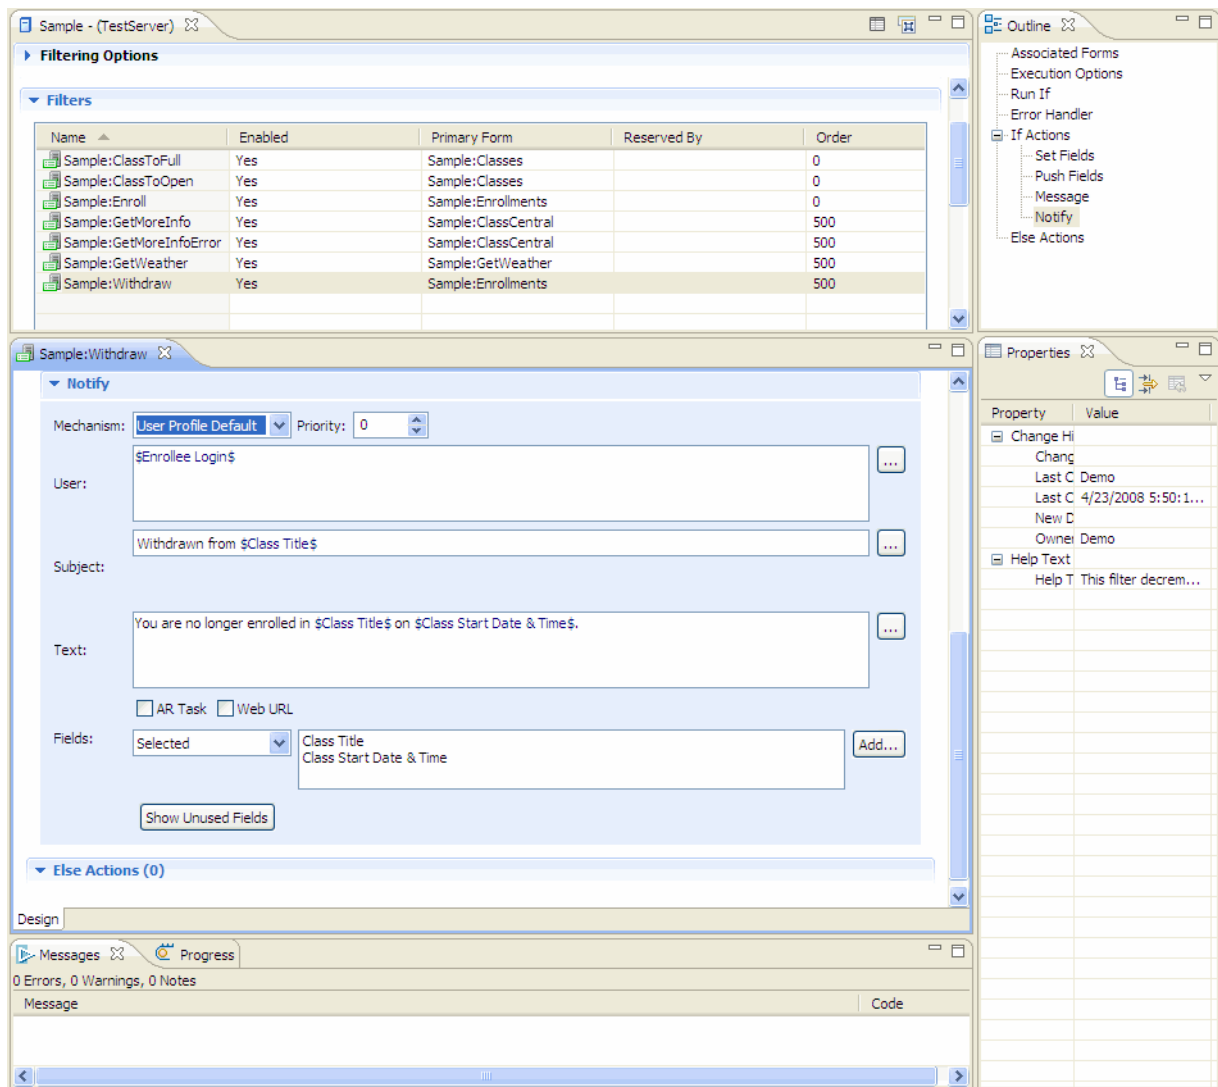 Sample - (TestServer)
Filtering Options
Filters
Name Enabled Primary Form Reserved By Order
Sample:ClassToFull Yes Sample:Classes 0
Sample:ClassToOpen Yes Sample:Classes 0
Sample:Enroll Yes Sample:Enrollments 0
Sample:GetMoreInfo Yes Sample:ClassCentral 500
Sample:GetMoreInfoError Yes Sample:ClassCentral 500
Sample:GetWeather Yes Sample:GetWeather 500
Sample:Withdraw Yes Sample:Enrollments 500
Outline
Associated Forms
Execution Options
Run If
Error Handler
If Actions
Set Fields
Push Fields
Message
Notify
Else Actions
Sample:Withdraw
Notify
Mechanism: User Profile Default Priority: 0
User: $Enrollee Login$ ...
Subject: Withdrawn from $Class Title$ ...
Text: You are no longer enrolled in $Class Title$ on $Class Start Date & Time$. ...
AR Task Web URL
Fields: Selected Class Title Add...
Class Start Date & Time
Show Unused Fields
Else Actions (0)
Design
Properties
Property Value
Change Hi
Chang
Last C Demo
Last C 4/23/2008 5:50:1...
New D
Owner Demo
Help Text
Help T This filter decrem...
Messages Progress
0 Errors, 0 Warnings, 0 Notes
Message Code